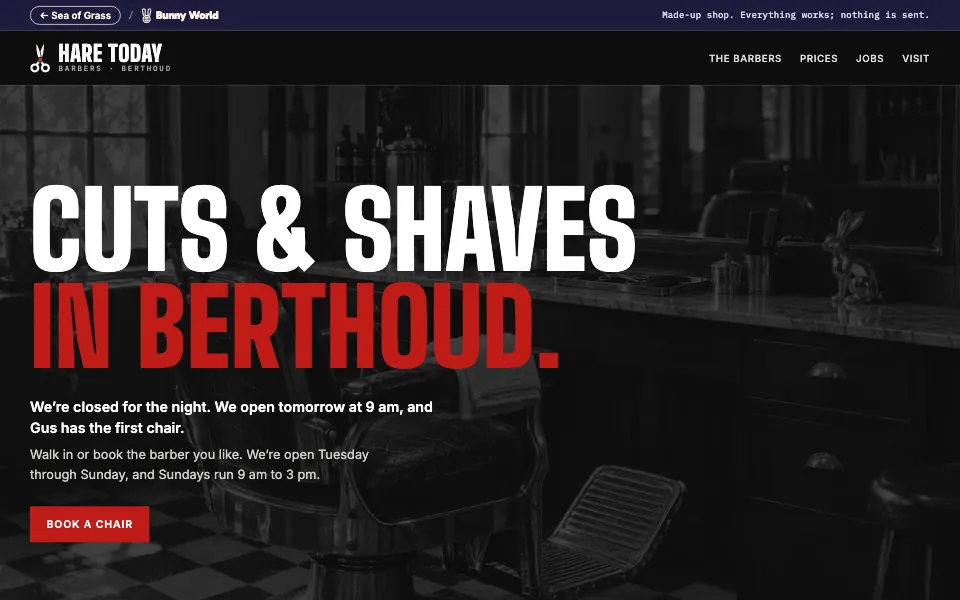 ← Sea of Grass / Bunny World
Made-up shop. Everything works; nothing is sent.
HARE TODAY
BARBERS · BERTHOUD
THE BARBERS PRICES JOBS VISIT
CUTS & SHAVES
IN BERTHOUD.
We’re closed for the night. We open tomorrow at 9 am, and
Gus has the first chair.
Walk in or book the barber you like. We’re open Tuesday
through Sunday, and Sundays run 9 am to 3 pm.
BOOK A CHAIR